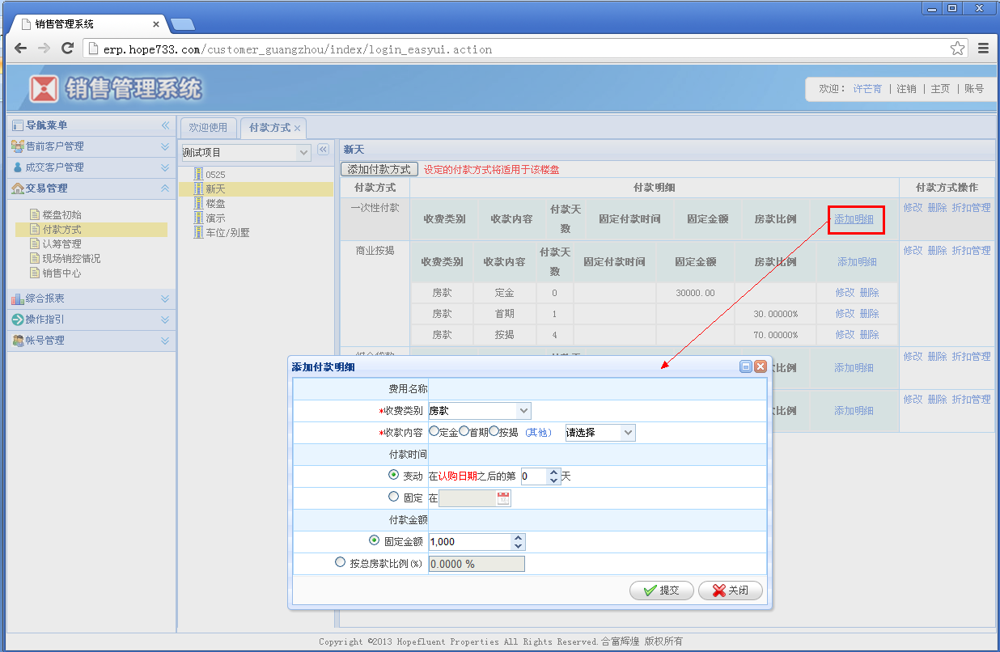 销售管理系统
erp.hope733.com/customer_guangzhou/index/login_easyui.action
销售管理系统
欢迎： 许芒育 | 注销 | 主页 | 账号
导航菜单
售前客户管理
成交客户管理
交易管理
楼盘初始
付款方式
认筹管理
现场销控情况
销售中心
综合报表
操作指引
帐号管理
欢迎使用 付款方式
测试项目
0525
新天
楼盘
演示
车位/别墅
新天
添加付款方式 设定的付款方式将适用于该楼盘
付款方式 付款明细 付款方式操作
一次性付款 收费类别 收款内容 付款天数 固定付款时间 固定金额 房款比例 添加明细 修改 删除 折扣管理
商业按揭 收费类别 收款内容 付款天数 固定付款时间 固定金额 房款比例 添加明细 修改 删除 折扣管理
房款 定金 0 30000.00 修改 删除
房款 首期 1 30.00000% 修改 删除
房款 按揭 4 70.00000% 修改 删除
比例 添加明细 修改 删除 折扣管理
比例 添加明细 修改 删除 折扣管理
添加付款明细
费用名称
*收费类别 房款
*收款内容 定金 首期 按揭 (其他) 请选择
付款时间
变动 在认购日期之后的第 0 天
固定 在
付款金额
固定金额 1,000
按总房款比例(%) 0.0000 %
提交 关闭
Copyright ©2013 Hopefluent Properties All Rights Reserved.合富辉煌 版权所有